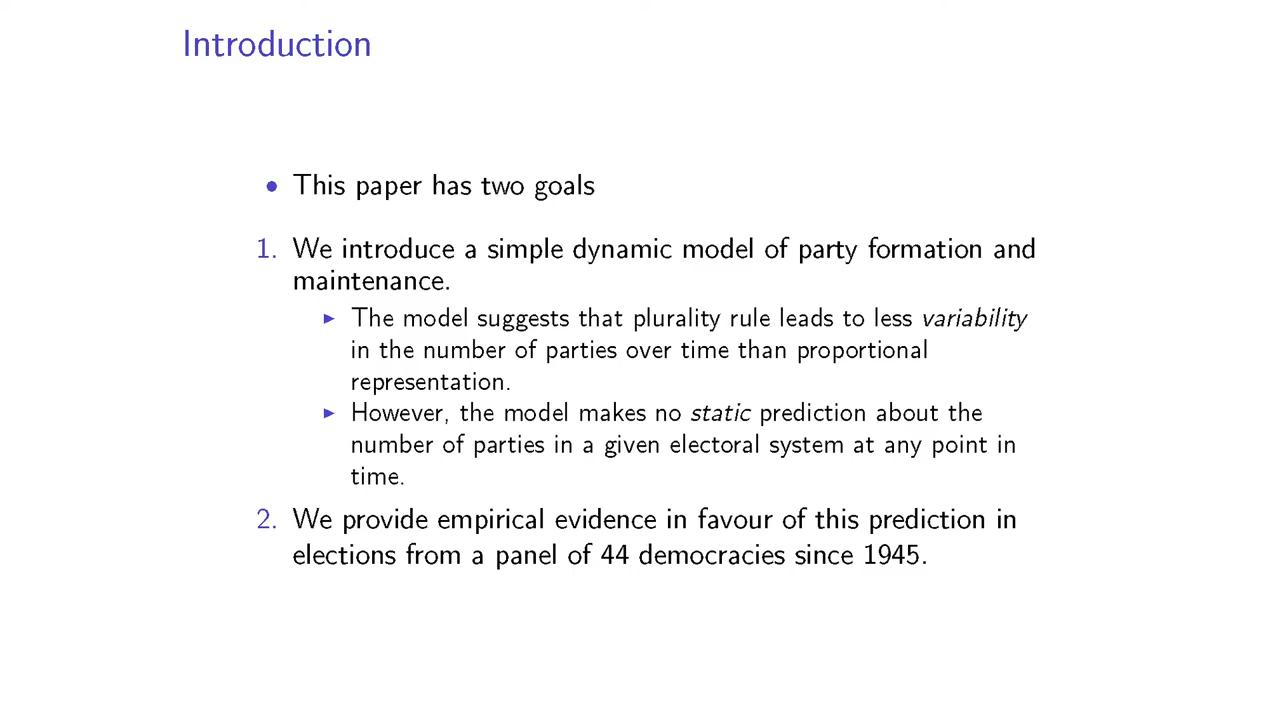 Introduction
• This paper has two goals
1. We introduce a simple dynamic model of party formation and
maintenance.
▶ The model suggests that plurality rule leads to less variability
in the number of parties over time than proportional
representation.
▶ However, the model makes no static prediction about the
number of parties in a given electoral system at any point in
time.
2. We provide empirical evidence in favour of this prediction in
elections from a panel of 44 democracies since 1945.